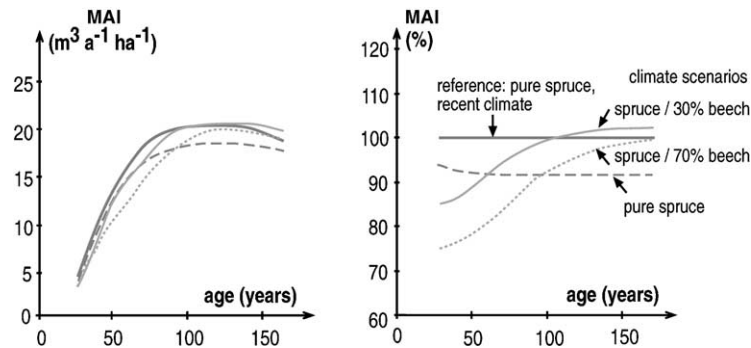 MAI
(m³ a⁻¹ ha⁻¹)
25
20
15
10
5
0
0 50 100 150
age (years)
MAI
(%)
120
110
100
90
80
70
60
0 50 100 150
age (years)
reference: pure spruce,
recent climate
climate scenarios
spruce / 30% beech
spruce / 70% beech
pure spruce